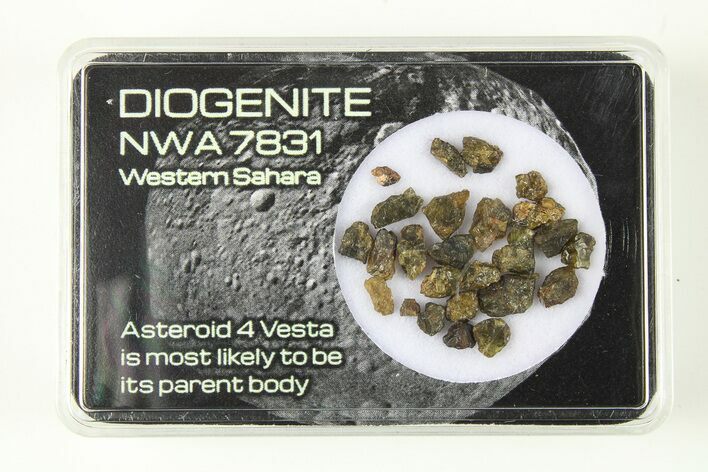 DIOGENITE
NWA 7831
Western Sahara
Asteroid 4 Vesta
is most likely to be
its parent body